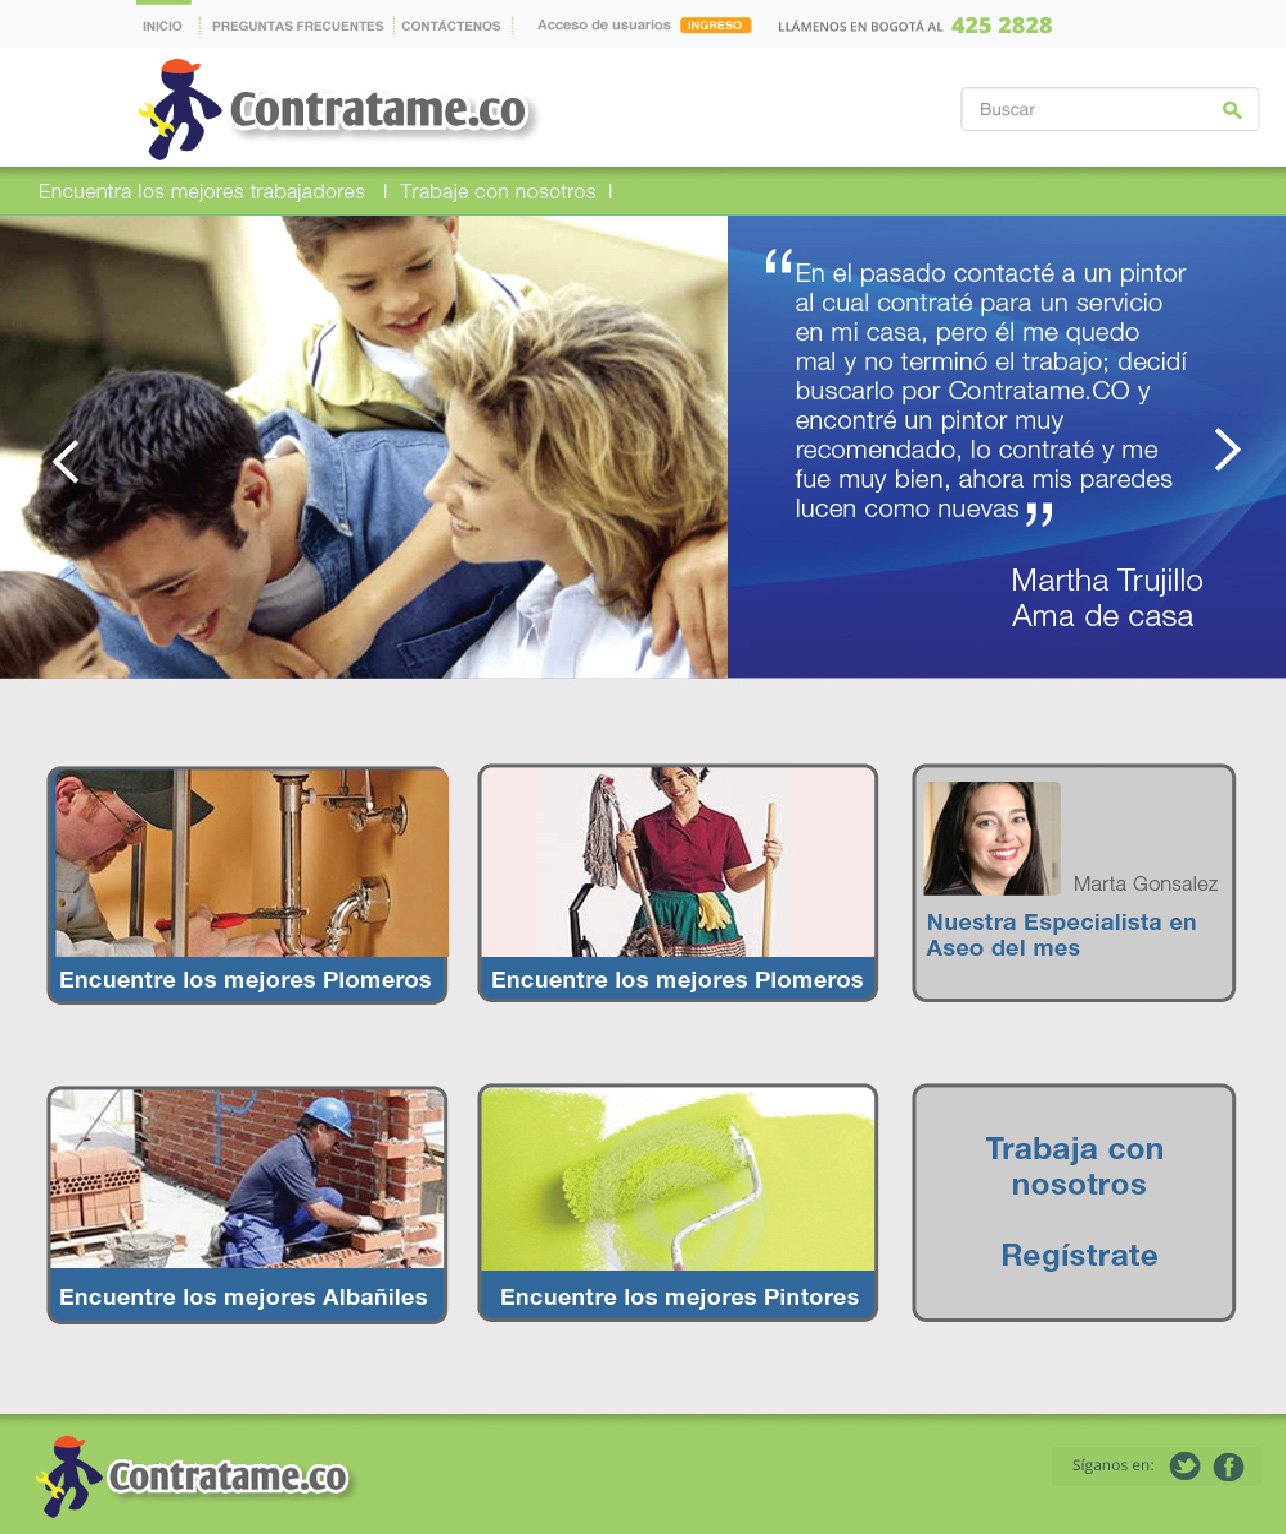 INICIO PREGUNTAS FRECUENTES CONTÁCTENOS Acceso de usuarios INGRESO LLÁMENOS EN BOGOTÁ AL 425 2828
Contratame.co
Buscar
Encuentra los mejores trabajadores | Trabaje con nosotros |
“En el pasado contacté a un pintor
al cual contraté para un servicio
en mi casa, pero él me quedo
mal y no terminó el trabajo; decidí
buscarlo por Contratame.CO y
encontré un pintor muy
recomendado, lo contraté y me
fue muy bien, ahora mis paredes
lucen como nuevas”
Martha Trujillo
Ama de casa
Encuentre los mejores Plomeros
Encuentre los mejores Plomeros
Marta Gonsalez
Nuestra Especialista en
Aseo del mes
Encuentre los mejores Albañiles
Encuentre los mejores Pintores
Trabaja con
nosotros
Regístrate
Contratame.co
Síganos en: